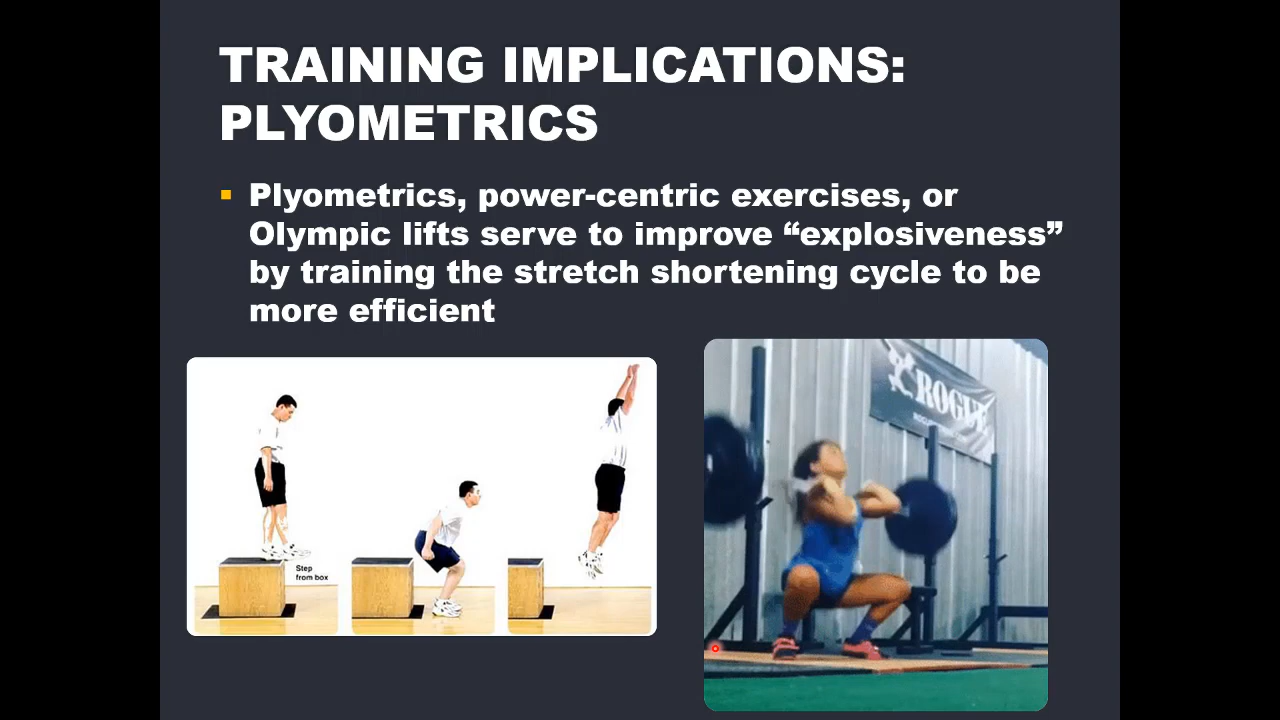 TRAINING IMPLICATIONS:
PLYOMETRICS
Plyometrics, power-centric exercises, or
Olympic lifts serve to improve “explosiveness”
by training the stretch shortening cycle to be
more efficient
Step
from box
ROGUE